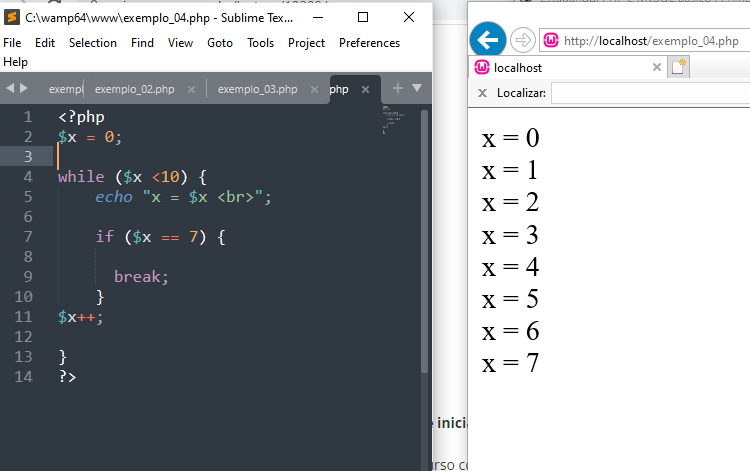 C:\wamp64\www\exemplo_04.php - Sublime Tex...
File Edit Selection Find View Goto Tools Project Preferences
Help
exempl exemplo_02.php exemplo_03.php php
1 <?php
2 $x = 0;
3
4 while ($x <10) {
5 echo "x = $x <br>";
6
7 if ($x == 7) {
8
9 break;
10 }
11 $x++;
12
13 }
14 ?>
http://localhost/exemplo_04.php
localhost
x Localizar:
x = 0
x = 1
x = 2
x = 3
x = 4
x = 5
x = 6
x = 7